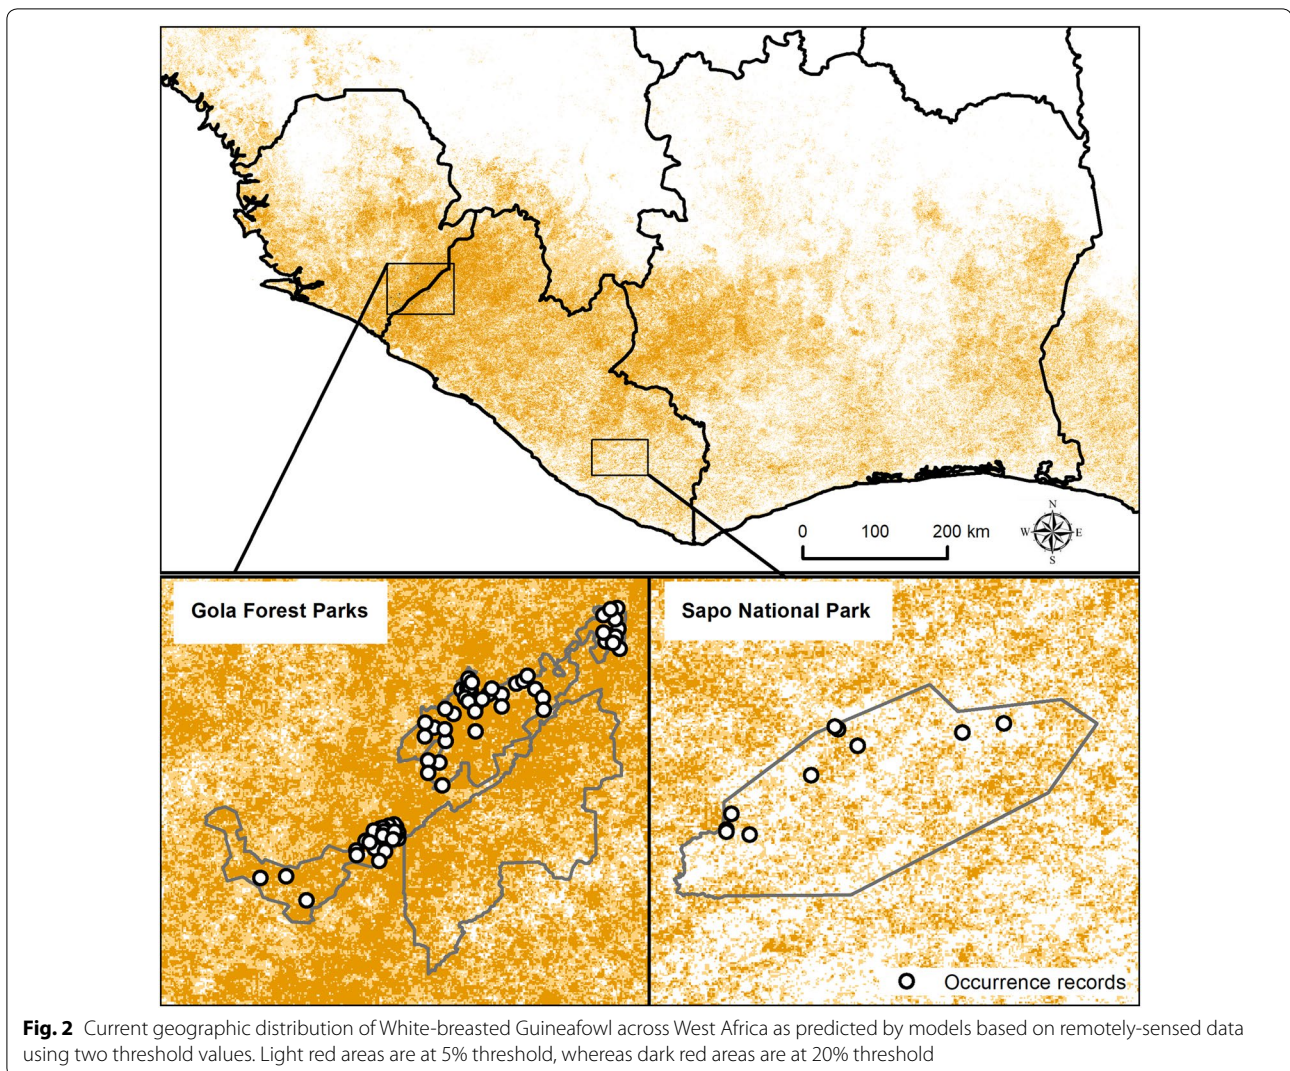 N
W E
S
0 100 200 km
Gola Forest Parks
Sapo National Park
Occurrence records
Fig. 2 Current geographic distribution of White-breasted Guineafowl across West Africa as predicted by models based on remotely-sensed data
using two threshold values. Light red areas are at 5% threshold, whereas dark red areas are at 20% threshold